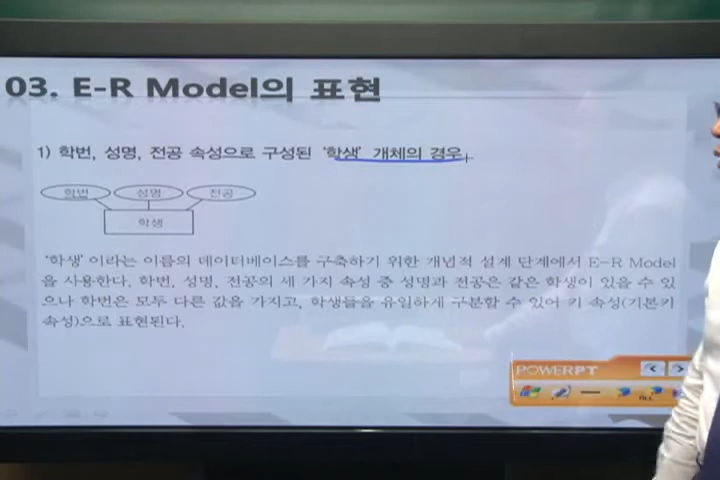 03. E-R Model의 표현
1) 학번, 성명, 전공 속성으로 구성된 '학생' 개체의 경우
학번 성명 전공
학생
'학생' 이라는 이름의 데이터베이스를 구축하기 위한 개념적 설계 단계에서 E-R Model
을 사용한다. 학번, 성명, 전공의 세 가지 속성 중 성명과 전공은 같은 학생이 있을 수 있
으나 학번은 모두 다른 값을 가지고, 학생들을 유일하게 구분할 수 있어 키 속성(기본키
속성)으로 표현된다.
POWERPT
ALL